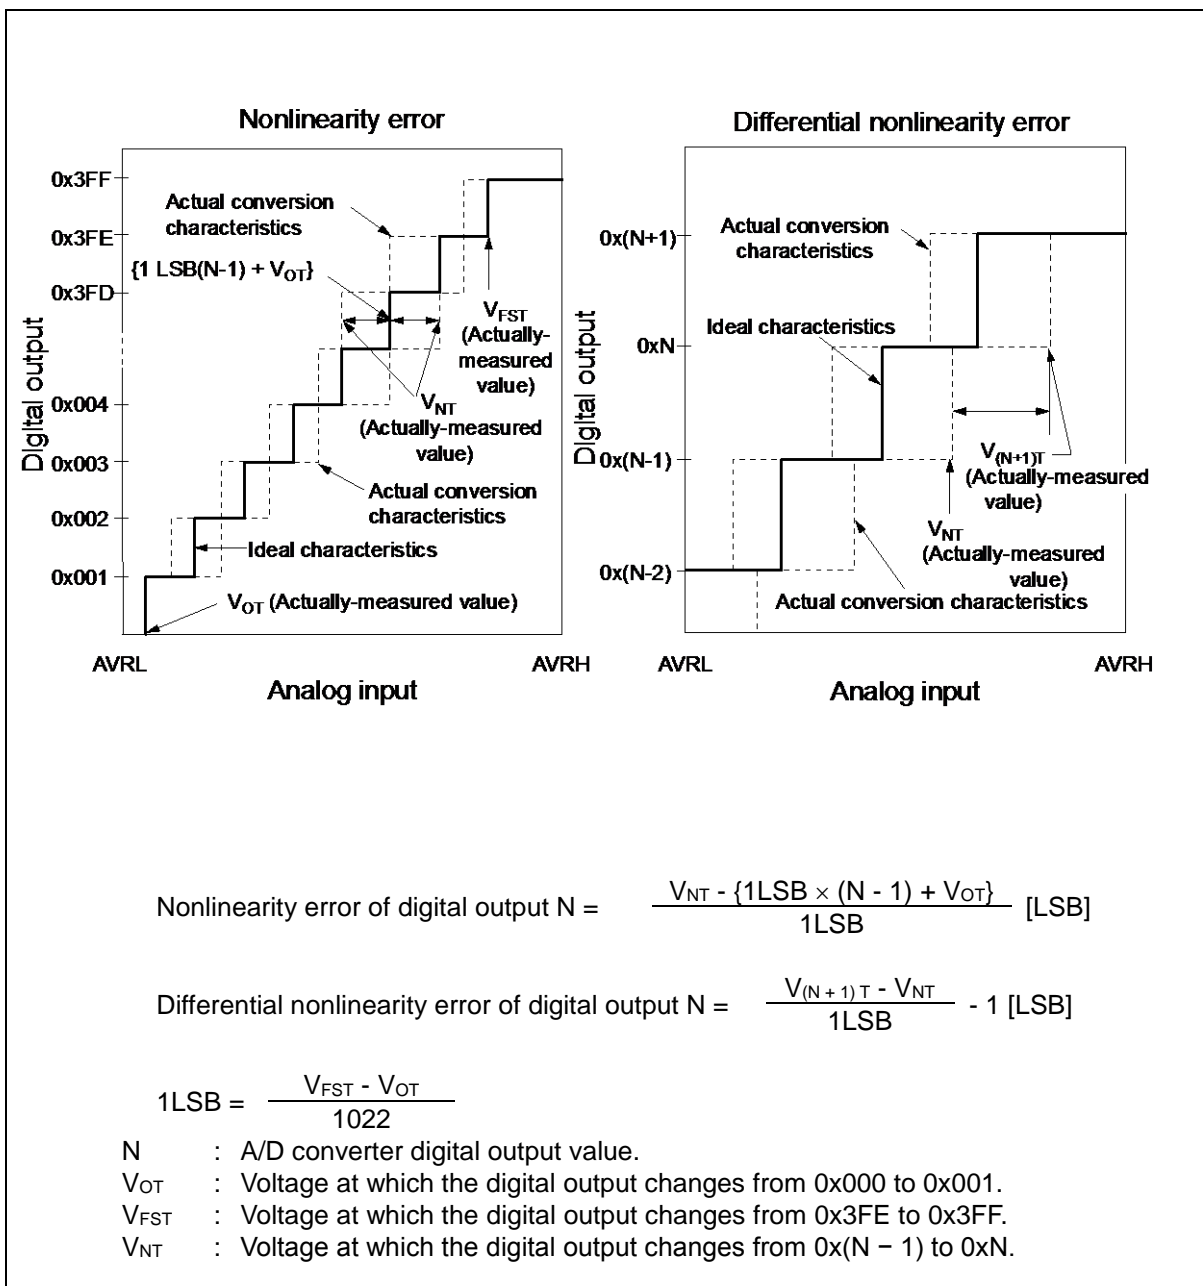 Nonlinearity error
0x3FF
0x3FE
0x3FD
0x004
0x003
0x002
0x001
Digital output
Actual conversion
characteristics
{1 LSB(N-1) + VOT}
VFST
(Actually-
measured
value)
VNT
(Actually-measured
value)
Actual conversion
characteristics
Ideal characteristics
VOT (Actually-measured value)
AVRL
AVRH
Analog input
Differential nonlinearity error
0x(N+1)
0xN
0x(N-1)
0x(N-2)
Digital output
Actual conversion
characteristics
Ideal characteristics
V(N+1)T
(Actually-measured
value)
VNT
(Actually-measured
value)
Actual conversion characteristics
AVRL
AVRH
Analog input
Nonlinearity error of digital output N =
VNT - {1LSB × (N - 1) + VOT}
1LSB
[LSB]
Differential nonlinearity error of digital output N =
V(N + 1) T - VNT
1LSB
- 1 [LSB]
1LSB =
VFST - VOT
1022
N : A/D converter digital output value.
VOT : Voltage at which the digital output changes from 0x000 to 0x001.
VFST : Voltage at which the digital output changes from 0x3FE to 0x3FF.
VNT : Voltage at which the digital output changes from 0x(N − 1) to 0xN.